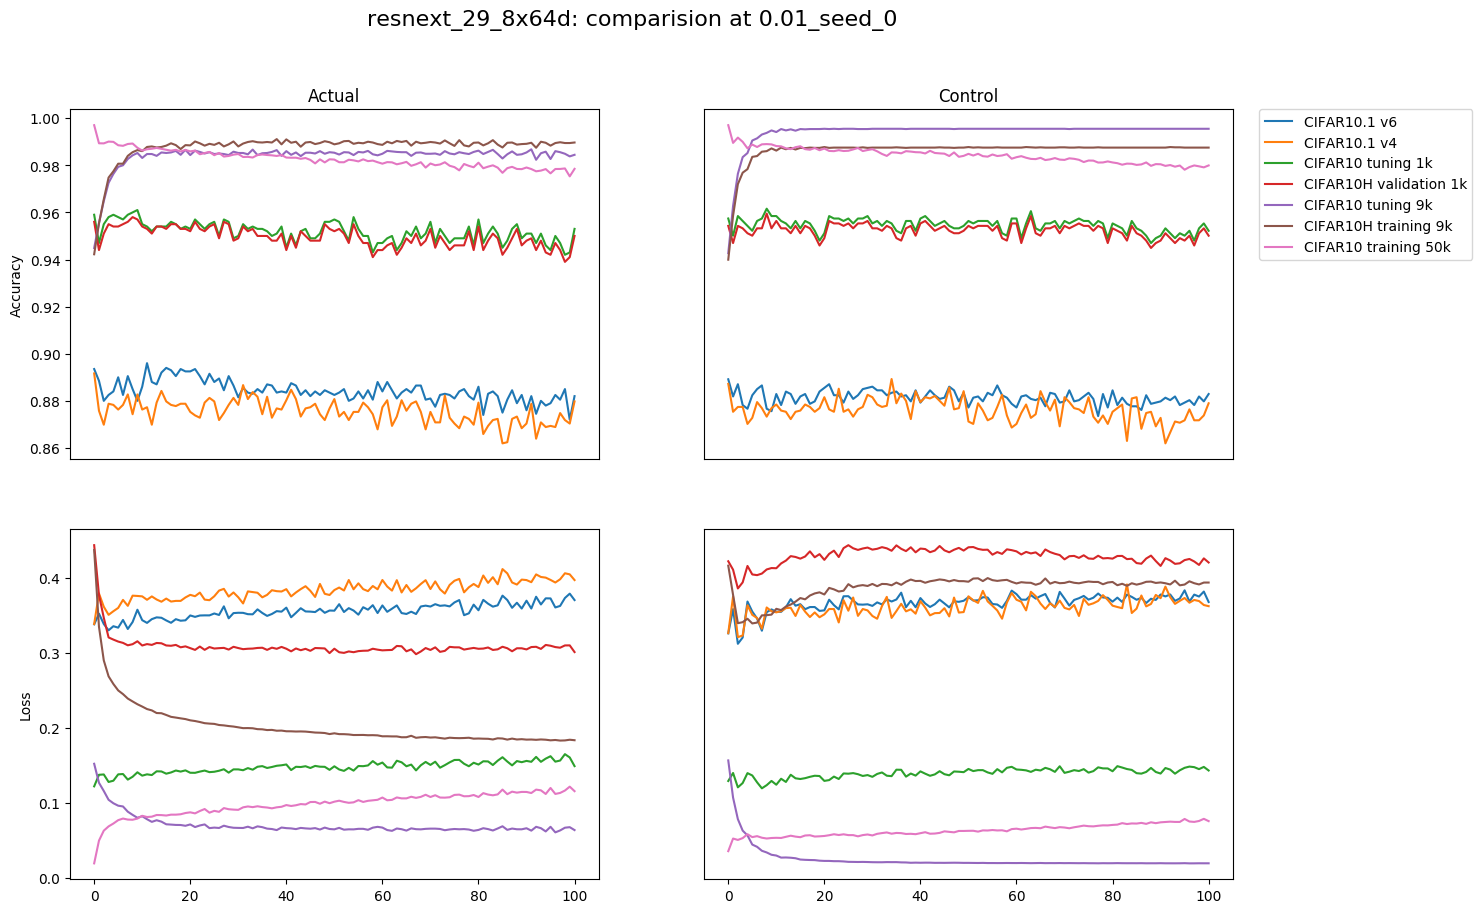 resnext_29_8x64d: comparision at 0.01_seed_0
Actual
Control
CIFAR10.1 v6
CIFAR10.1 v4
CIFAR10 tuning 1k
CIFAR10H validation 1k
CIFAR10 tuning 9k
CIFAR10H training 9k
CIFAR10 training 50k
Accuracy
1.00
0.98
0.96
0.94
0.92
0.90
0.88
0.86
Loss
0.4
0.3
0.2
0.1
0.0
0 20 40 60 80 100
0 20 40 60 80 100